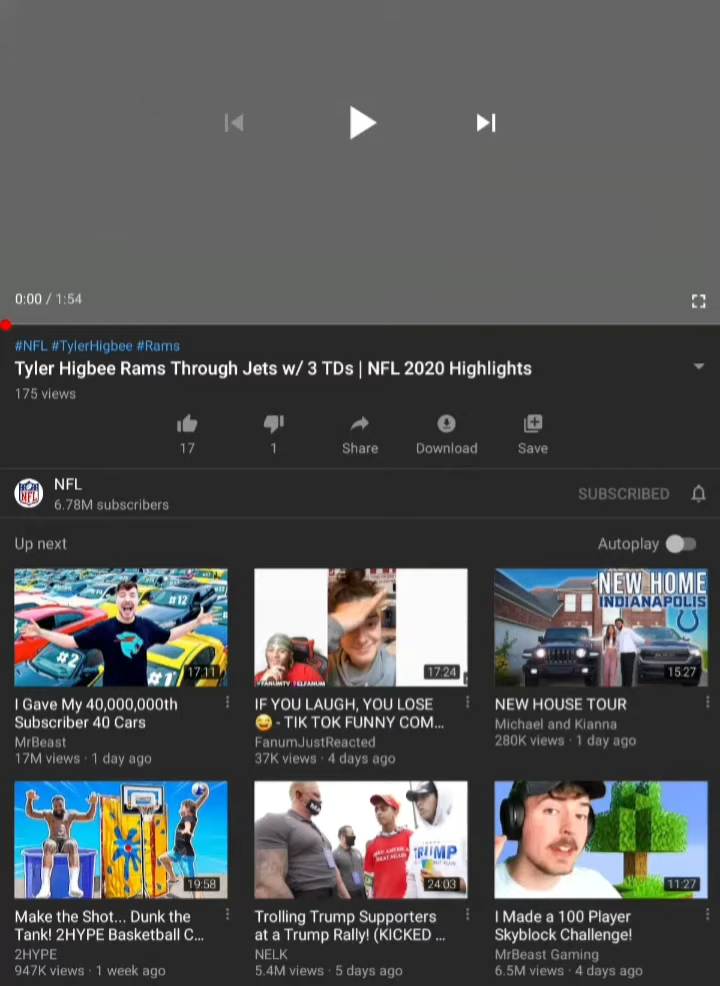 0:00 / 1:54
#NFL #TylerHigbee #Rams
Tyler Higbee Rams Through Jets w/ 3 TDs | NFL 2020 Highlights
175 views
17
1
Share
Download
Save
NFL
NFL
6.78M subscribers
SUBSCRIBED
Up next
Autoplay
#12
#2
#1
17:11
I Gave My 40,000,000th
Subscriber 40 Cars
MrBeast
17M views · 1 day ago
17:24
IF YOU LAUGH, YOU LOSE
😂 - TIK TOK FUNNY COM...
FanumJustReacted
37K views · 4 days ago
NEW HOME
INDIANAPOLIS
15:27
NEW HOUSE TOUR
Michael and Kianna
280K views · 1 day ago
19:58
Make the Shot... Dunk the
Tank! 2HYPE Basketball C...
2HYPE
947K views · 1 week ago
TRUMP
24:03
Trolling Trump Supporters
at a Trump Rally! (KICKED ...
NELK
5.4M views · 5 days ago
11:27
I Made a 100 Player
Skyblock Challenge!
MrBeast Gaming
6.5M views · 4 days ago